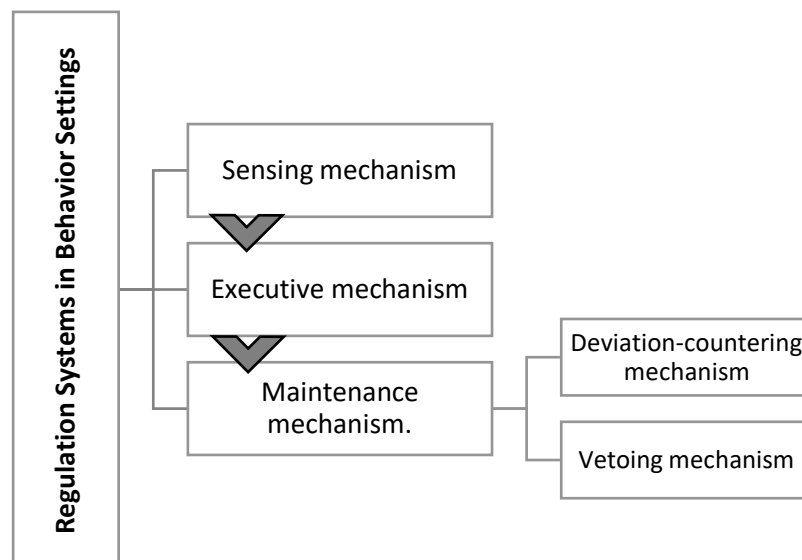 Regulation Systems in Behavior Settings
Sensing mechanism
Executive mechanism
Maintenance
mechanism.
Deviation-countering
mechanism
Vetoing mechanism